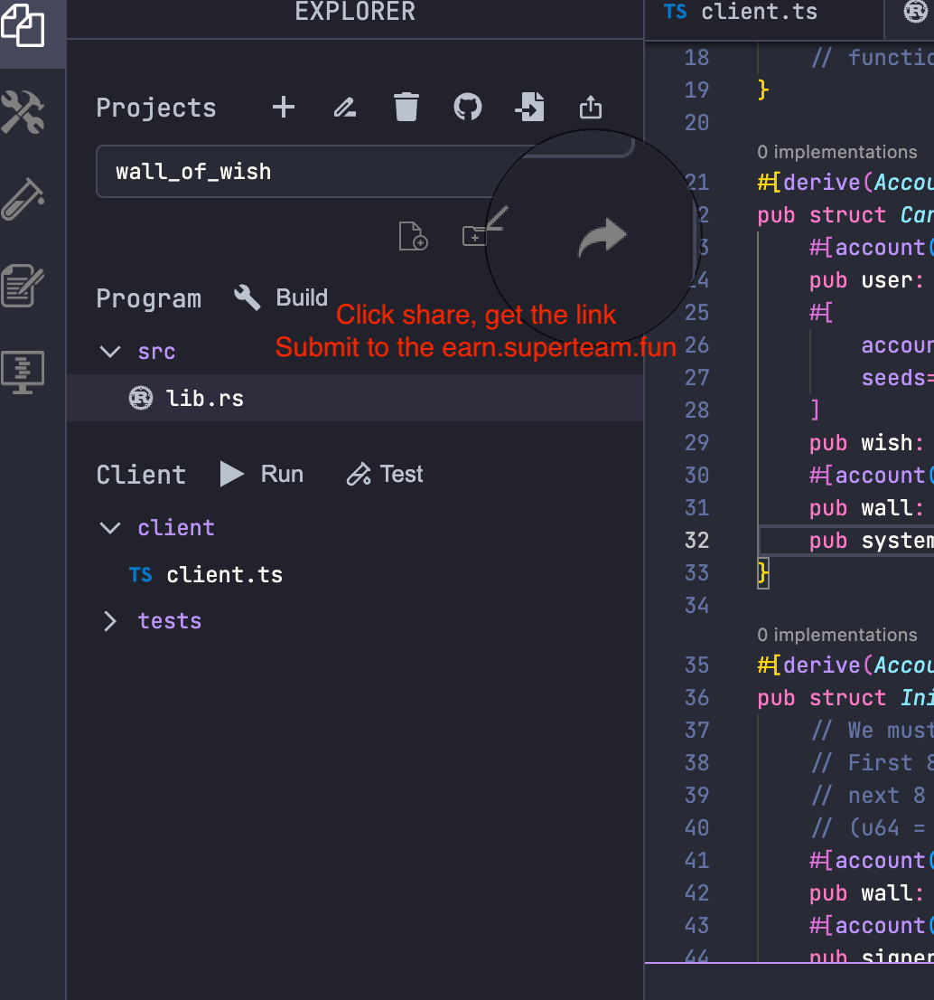 EXPLORER
Projects
wall_of_wish
Program
Build
Click share, get the link
Submit to the earn.superteam.fun
src
lib.rs
Client
Run
Test
client
TS client.ts
tests
TS client.ts
18 // functio
19 }
20
0 implementations
21 #[derive(Accou
2 pub struct Can
3 #[account(
24 pub user:
25 #[
26 accoun
27 seeds=
28 ]
29 pub wish:
30 #[account(
31 pub wall:
32 pub system
33 }
34
0 implementations
35 #[derive(Accou
36 pub struct Ini
37 // We must
38 // First 8
39 // next 8
40 // (u64 =
41 #[account(
42 pub wall:
43 #[account(
44 pub signer